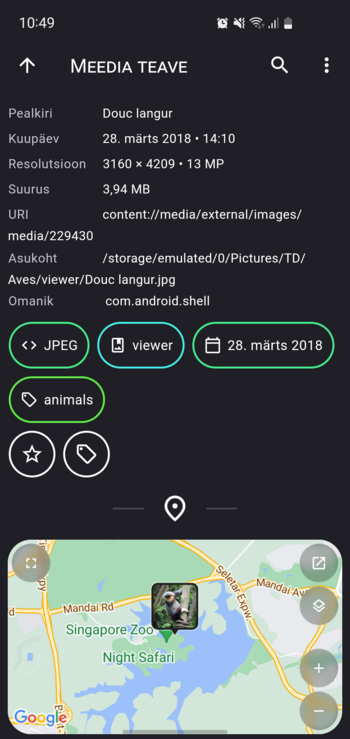 10:49
MEEDIA TEAVE
Pealkiri Douc langur
Kuupäev 28. märts 2018 • 14:10
Resolutsioon 3160 × 4209 • 13 MP
Suurus 3,94 MB
URI content://media/external/images/
media/229430
Asukoht /storage/emulated/0/Pictures/TD/
Aves/viewer/Douc langur.jpg
Omanik com.android.shell
JPEG viewer 28. märts 2018
animals
Seletar Expw.
Mandai Rd
Mandai Av
Singapore Zoo
Night Safari
Google